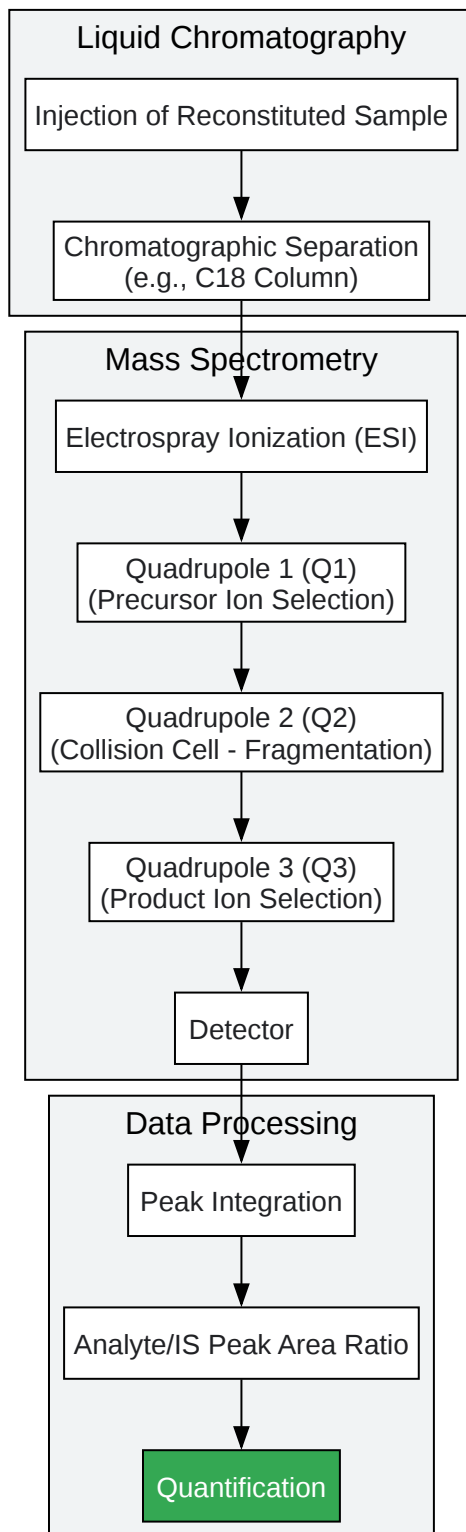 Liquid Chromatography
Injection of Reconstituted Sample
Chromatographic Separation
(e.g., C18 Column)
Mass Spectrometry
Electrospray Ionization (ESI)
Quadrupole 1 (Q1)
(Precursor Ion Selection)
Quadrupole 2 (Q2)
(Collision Cell - Fragmentation)
Quadrupole 3 (Q3)
(Product Ion Selection)
Detector
Data Processing
Peak Integration
Analyte/IS Peak Area Ratio
Quantification